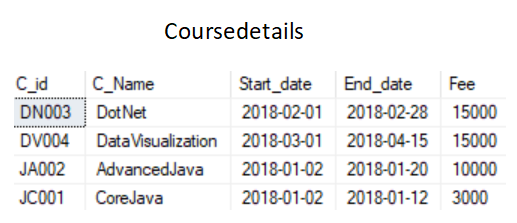 Coursedetails
C_id C_Name Start_date End_date Fee
DN003 DotNet 2018-02-01 2018-02-28 15000
DV004 DataVisualization 2018-03-01 2018-04-15 15000
JA002 AdvancedJava 2018-01-02 2018-01-20 10000
JC001 CoreJava 2018-01-02 2018-01-12 3000